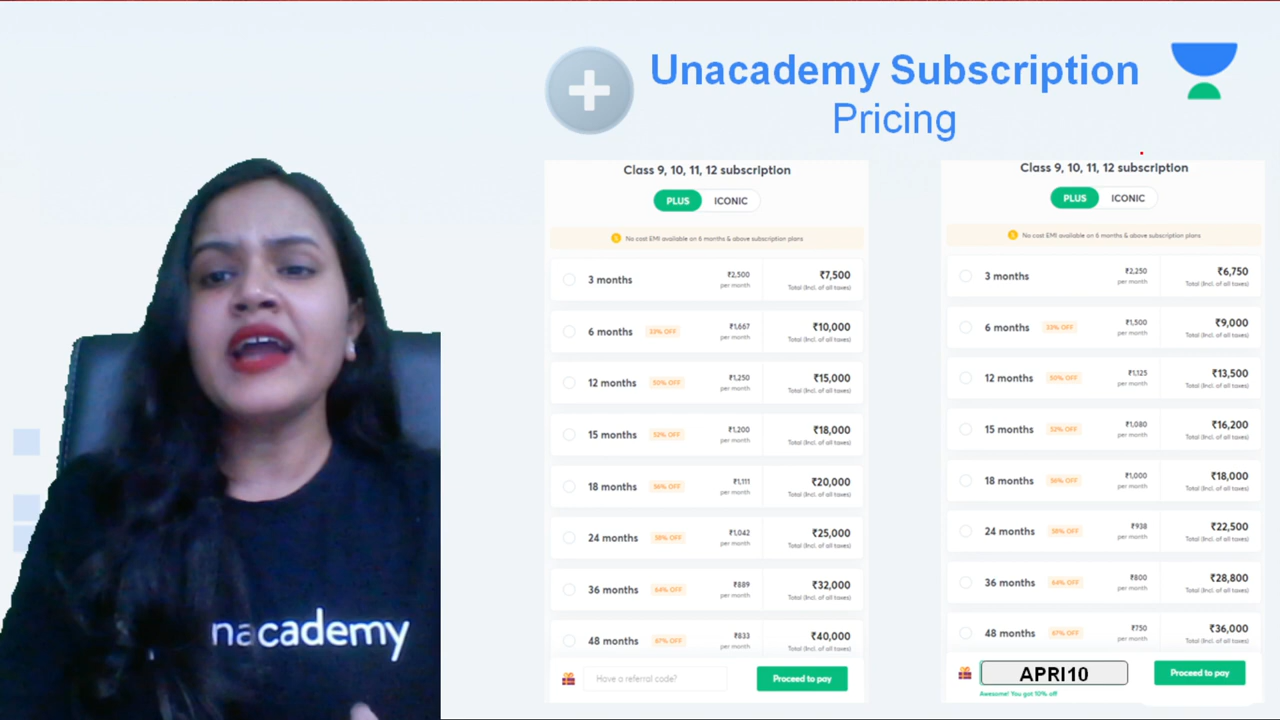 Unacademy Subscription
Pricing
Class 9, 10, 11, 12 subscription
PLUS ICONIC
No cost EMI available on 6 months & above subscription plans
3 months ₹2,500 per month ₹7,500 Total (Incl. of all taxes)
6 months 33% OFF ₹1,667 per month ₹10,000 Total (Incl. of all taxes)
12 months 50% OFF ₹1,250 per month ₹15,000 Total (Incl. of all taxes)
15 months 52% OFF ₹1,200 per month ₹18,000 Total (Incl. of all taxes)
18 months 56% OFF ₹1,111 per month ₹20,000 Total (Incl. of all taxes)
24 months 58% OFF ₹1,042 per month ₹25,000 Total (Incl. of all taxes)
36 months 64% OFF ₹889 per month ₹32,000 Total (Incl. of all taxes)
48 months 67% OFF ₹833 per month ₹40,000 Total (Incl. of all taxes)
Have a referral code? Proceed to pay
Class 9, 10, 11, 12 subscription
PLUS ICONIC
No cost EMI available on 6 months & above subscription plans
3 months ₹2,250 per month ₹6,750 Total (Incl. of all taxes)
6 months 33% OFF ₹1,500 per month ₹9,000 Total (Incl. of all taxes)
12 months 50% OFF ₹1,125 per month ₹13,500 Total (Incl. of all taxes)
15 months 52% OFF ₹1,080 per month ₹16,200 Total (Incl. of all taxes)
18 months 56% OFF ₹1,000 per month ₹18,000 Total (Incl. of all taxes)
24 months 58% OFF ₹938 per month ₹22,500 Total (Incl. of all taxes)
36 months 64% OFF ₹800 per month ₹28,800 Total (Incl. of all taxes)
48 months 67% OFF ₹750 per month ₹36,000 Total (Incl. of all taxes)
APRI10 Proceed to pay
Awesome! You got 10% off
nacademy